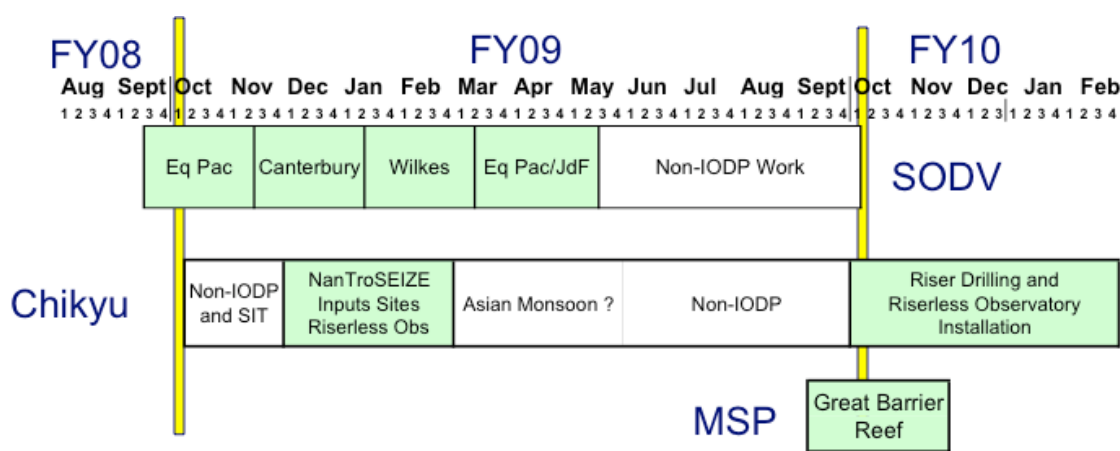 FY08 FY09 FY10
Aug Sept Oct Nov Dec Jan Feb Mar Apr May Jun Jul Aug Sept Oct Nov Dec Jan Feb
1 2 3 4 1 2 3 4 1 2 3 4 1 2 3 4 1 2 3 4 1 2 3 4 1 2 3 4 1 2 3 4 1 2 3 4 1 2 3 4 1 2 3 4 1 2 3 4 1 2 3 4 1 2 3 4 1 2 3 4 1 2 3 4 1 2 3 1 2 3 4 1 2 3 4
Eq Pac Canterbury Wilkes Eq Pac/JdF Non-IODP Work SODV
Chikyu
Non-IODP
and SIT
NanTroSEIZE
Inputs Sites
Riserless Obs
Asian Monsoon ?
Non-IODP
Riser Drilling and
Riserless Observatory
Installation
MSP
Great Barrier
Reef